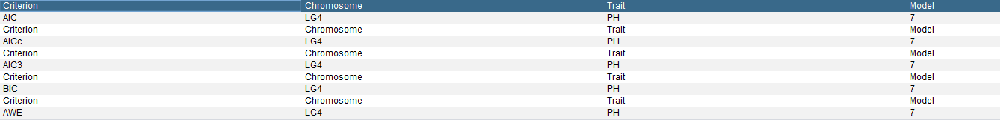 Criterion Chromosome Trait Model
AIC LG4 PH 7
Criterion Chromosome Trait Model
AICc LG4 PH 7
Criterion Chromosome Trait Model
AIC3 LG4 PH 7
Criterion Chromosome Trait Model
BIC LG4 PH 7
Criterion Chromosome Trait Model
AWE LG4 PH 7